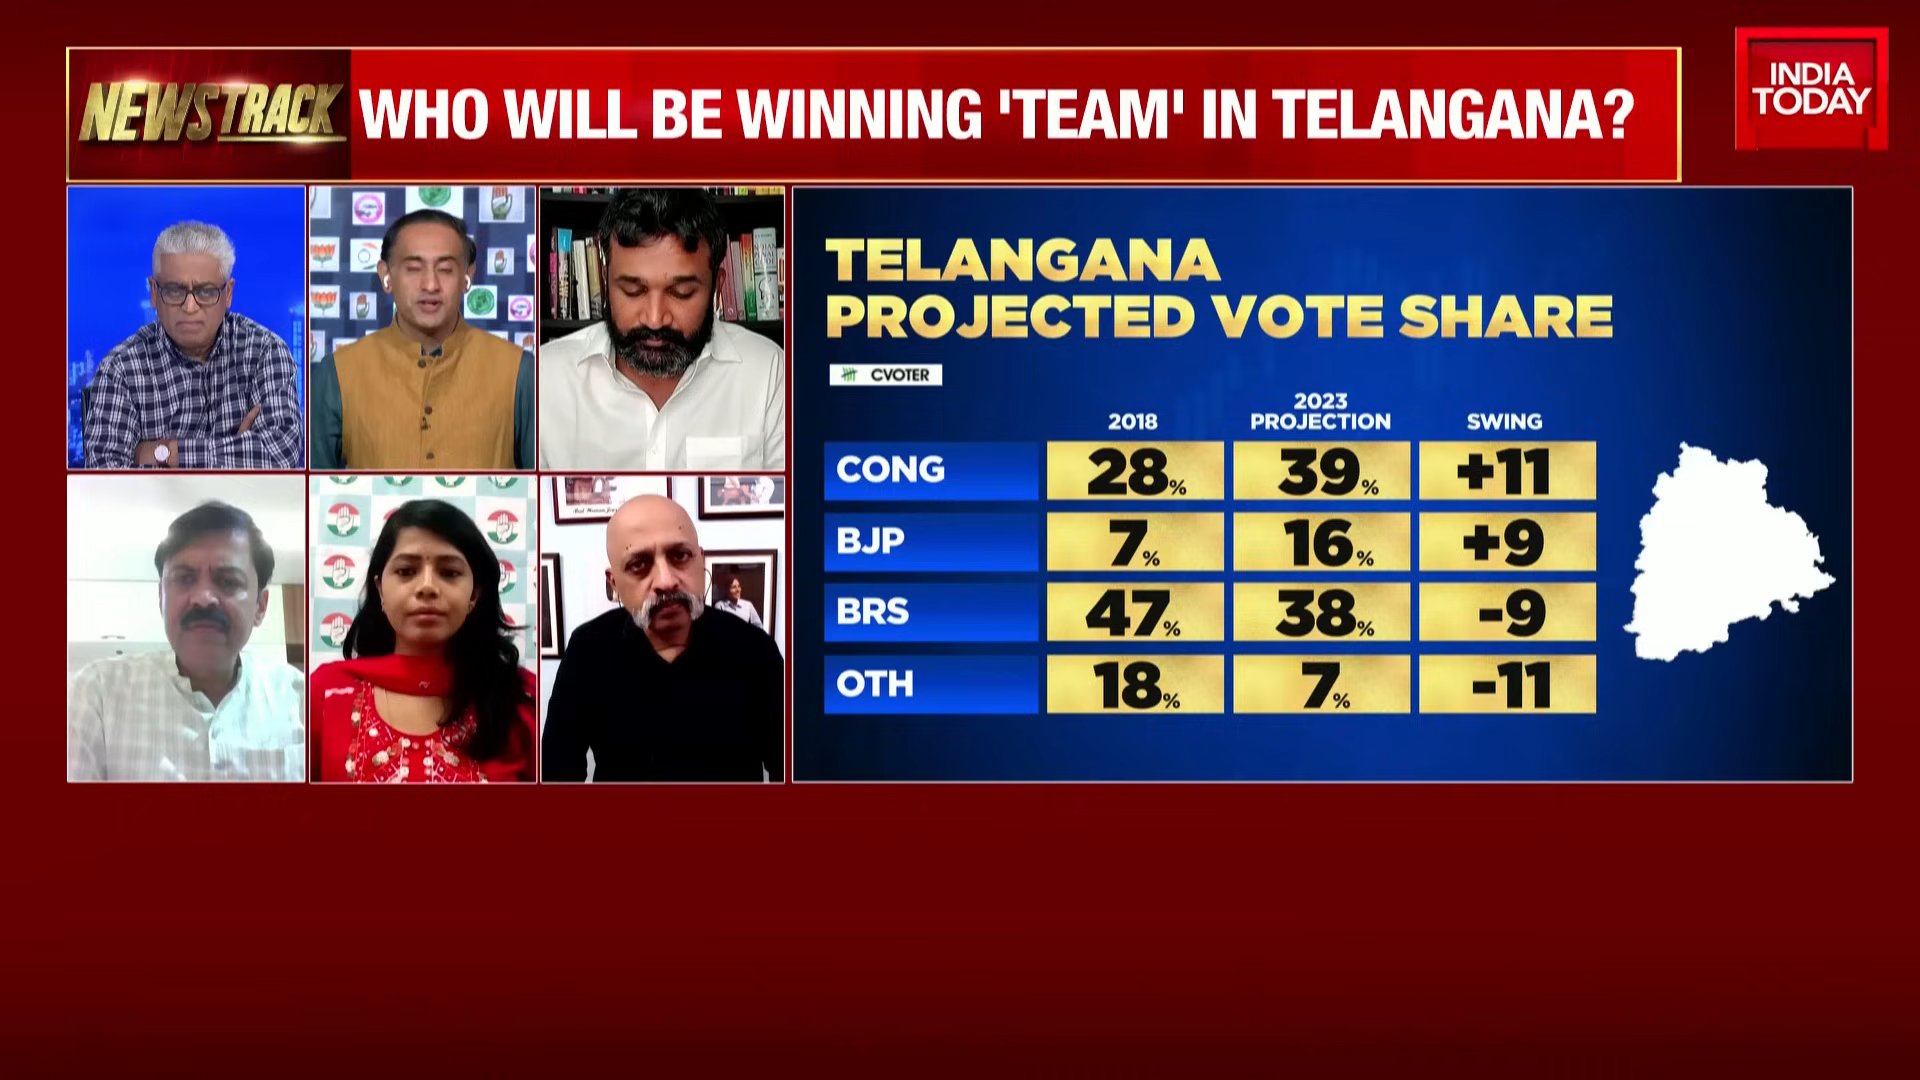 NEWSTRACK
WHO WILL BE WINNING 'TEAM' IN TELANGANA?
INDIA
TODAY
TELANGANA
PROJECTED VOTE SHARE
CVOTER
2018
2023
PROJECTION
SWING
CONG 28% 39% +11
BJP 7% 16% +9
BRS 47% 38% -9
OTH 18% 7% -11